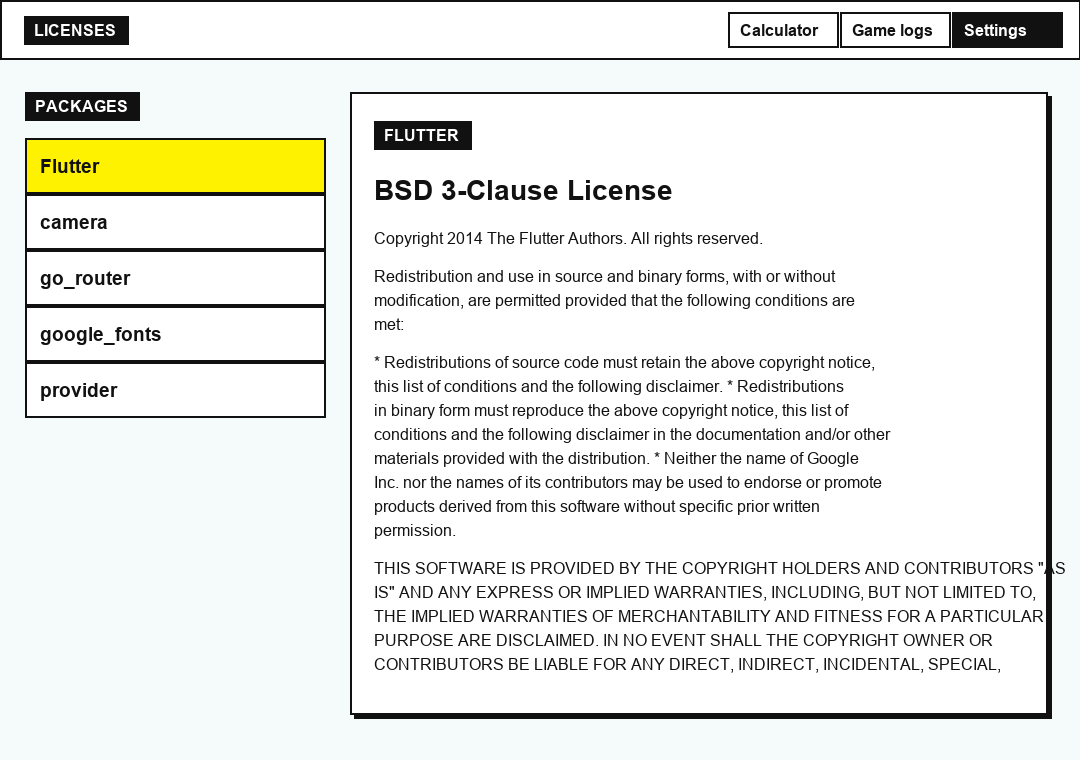 LICENSES
Calculator
Game logs
Settings
PACKAGES
Flutter
camera
go_router
google_fonts
provider
FLUTTER
BSD 3-Clause License
Copyright 2014 The Flutter Authors. All rights reserved.
Redistribution and use in source and binary forms, with or without
modification, are permitted provided that the following conditions are
met:
* Redistributions of source code must retain the above copyright notice,
this list of conditions and the following disclaimer. * Redistributions
in binary form must reproduce the above copyright notice, this list of
conditions and the following disclaimer in the documentation and/or other
materials provided with the distribution. * Neither the name of Google
Inc. nor the names of its contributors may be used to endorse or promote
products derived from this software without specific prior written
permission.
THIS SOFTWARE IS PROVIDED BY THE COPYRIGHT HOLDERS AND CONTRIBUTORS "AS
IS" AND ANY EXPRESS OR IMPLIED WARRANTIES, INCLUDING, BUT NOT LIMITED TO,
THE IMPLIED WARRANTIES OF MERCHANTABILITY AND FITNESS FOR A PARTICULAR
PURPOSE ARE DISCLAIMED. IN NO EVENT SHALL THE COPYRIGHT OWNER OR
CONTRIBUTORS BE LIABLE FOR ANY DIRECT, INDIRECT, INCIDENTAL, SPECIAL,